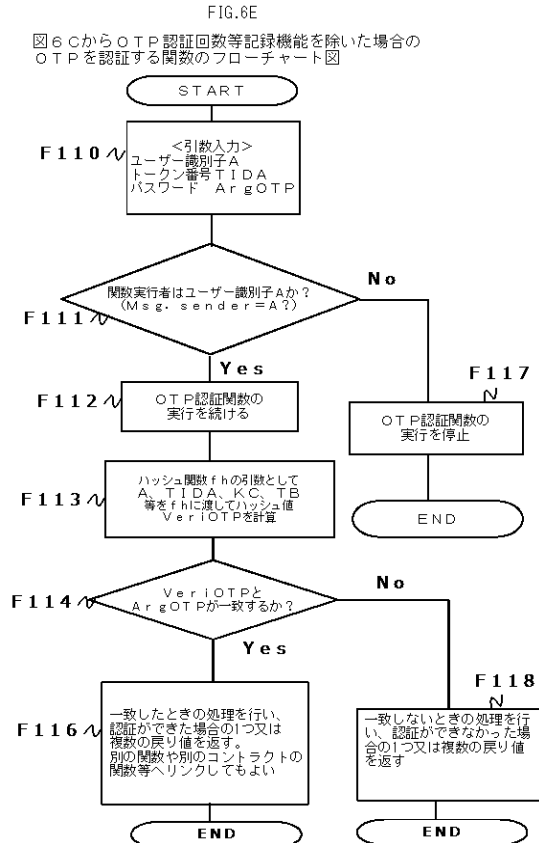 FIG.6E
図６ＣからＯＴＰ認証回数等記録機能を除いた場合の
ＯＴＰを認証する関数のフローチャート図
ＳＴＡＲＴ
F110
＜引数入力＞
ユーザー識別子Ａ
トークン番号ＴＩＤＡ
パスワード　ＡｒｇＯＴＰ
関数実行者はユーザー識別子Ａか？
（Ｍｓｇ．ｓｅｎｄｅｒ＝Ａ？）
F111
No
Yes
F112
ＯＴＰ認証関数の
実行を続ける
F117
ＯＴＰ認証関数の
実行を停止
ＥＮＤ
F113
ハッシュ関数ｆｈの引数として
Ａ、ＴＩＤＡ、ＫＣ、ＴＢ
等をｆｈに渡してハッシュ値
ＶｅｒｉＯＴＰを計算
F114
ＶｅｒｉＯＴＰと
ＡｒｇＯＴＰが一致するか？
No
Yes
F116
一致したときの処理を行い、
認証ができた場合の1つ又は
複数の戻り値を返す。
別の関数や別のコントラクトの
関数等へリンクしてもよい
F118
一致しないときの処理を行
い、認証ができなかった場
合の1つ又は複数の戻り値
を返す
END
END